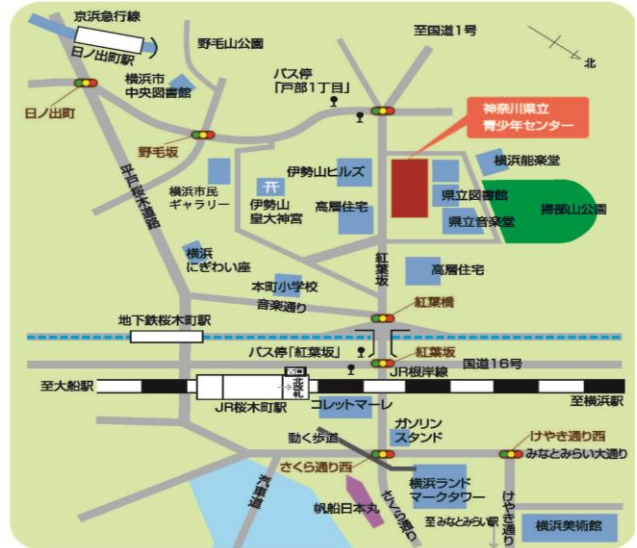 京浜急行線
日ノ出町駅
野毛山公園
至国道1号
北
横浜市
中央図書館
バス停
「戸部1丁目」
神奈川県立
青少年センター
日ノ出町
野毛坂
平戸桜木道路
横浜市民
ギャラリー
伊勢山
皇大神宮
伊勢山ヒルズ
高層住宅
横浜能楽堂
県立図書館
県立音楽堂
掃部山公園
横浜
にぎわい座
本町小学校
音楽通り
紅葉坂
高層住宅
紅葉橋
地下鉄桜木町駅
バス停「紅葉坂」
紅葉坂
国道16号
JR根岸線
至大船駅
西口
北改札
JR桜木町駅
コレットマーレ
至横浜駅
動く歩道
ガソリン
スタンド
けやき通り西
みなとみらい大通り
さくら通り西
汽車道
帆船日本丸
さくら通り
横浜ランド
マークタワー
至みなとみらい駅
けやき通り
横浜美術館